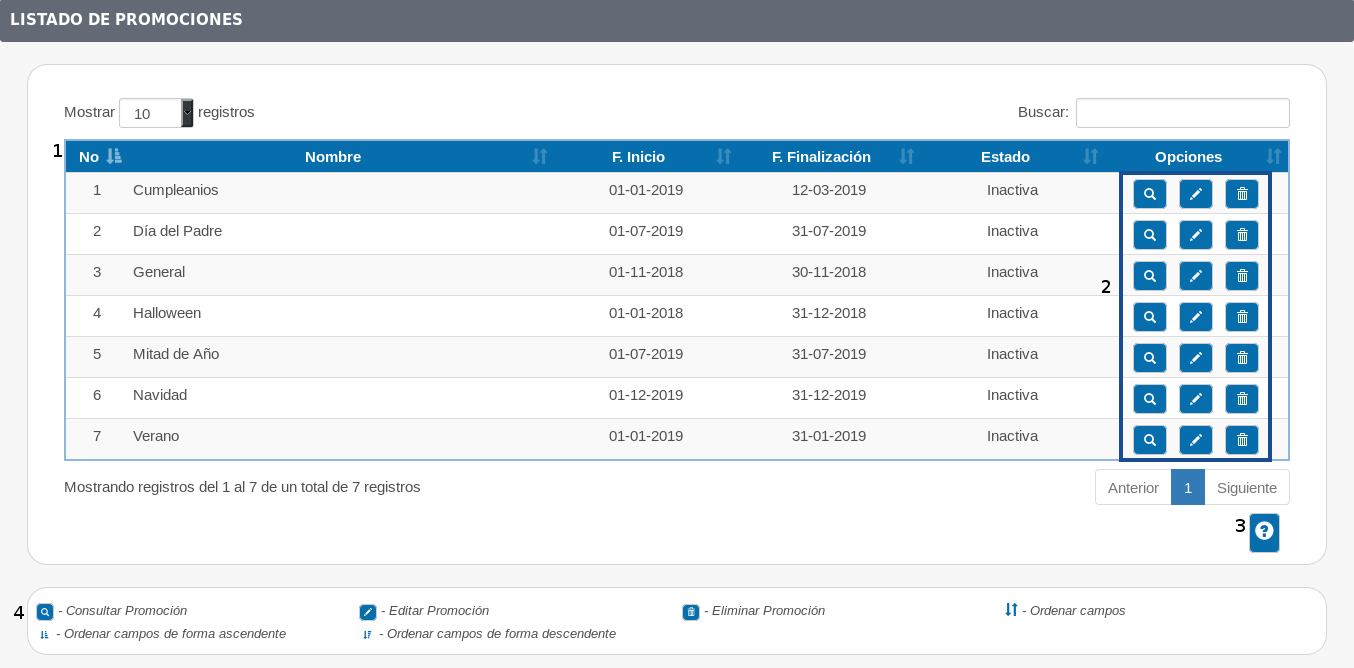 LISTADO DE PROMOCIONES
Mostrar 10 registros Buscar:
1 No Nombre F. Inicio F. Finalización Estado Opciones
1 Cumpleanios 01-01-2019 12-03-2019 Inactiva
2 Día del Padre 01-07-2019 31-07-2019 Inactiva
3 General 01-11-2018 30-11-2018 Inactiva
2
4 Halloween 01-01-2018 31-12-2018 Inactiva
5 Mitad de Año 01-07-2019 31-07-2019 Inactiva
6 Navidad 01-12-2019 31-12-2019 Inactiva
7 Verano 01-01-2019 31-01-2019 Inactiva
Mostrando registros del 1 al 7 de un total de 7 registros Anterior 1 Siguiente
3 ?
4 - Consultar Promoción - Editar Promoción - Eliminar Promoción - Ordenar campos
- Ordenar campos de forma ascendente - Ordenar campos de forma descendente